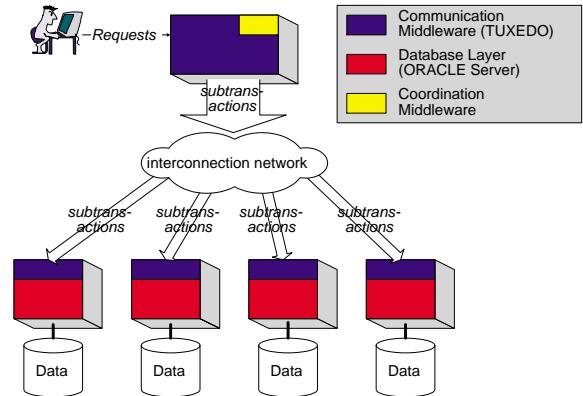 Requests
subtrans-
actions
Communication
Middleware (TUXEDO)
Database Layer
(ORACLE Server)
Coordination
Middleware
interconnection network
subtrans-
actions
subtrans-
actions
subtrans-
actions
subtrans-
actions
Data
Data
Data
Data